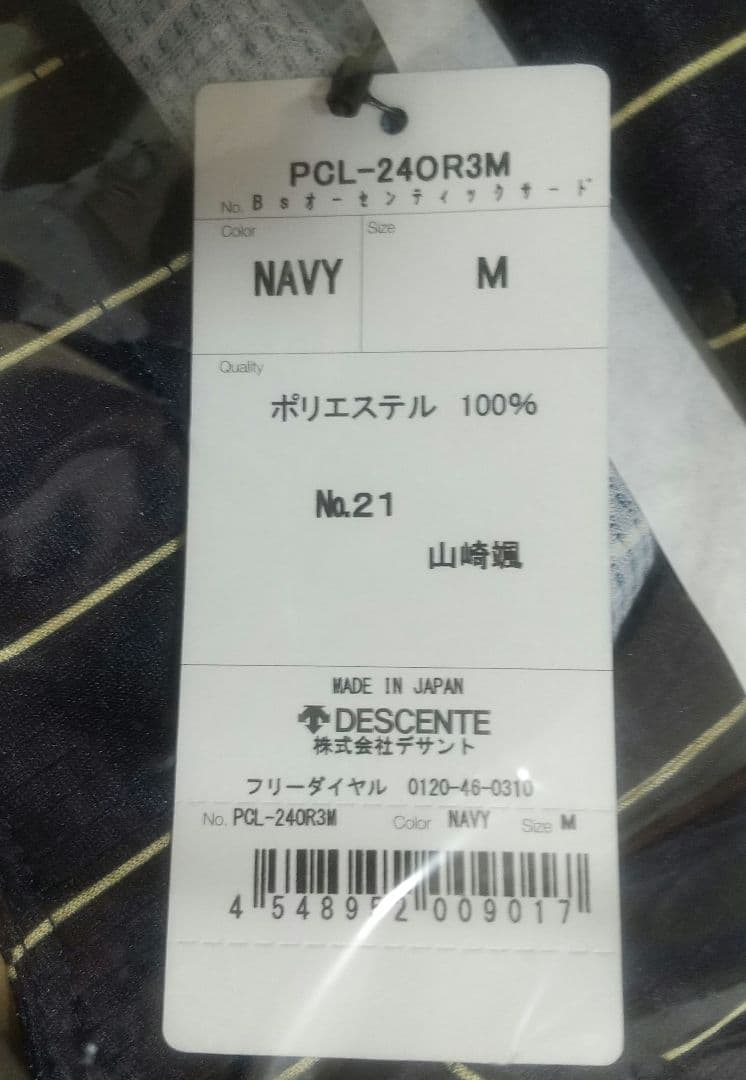 PCL-240R3M
No. Bsオーセンティックサード
Color
Size
NAVY
M
Quality
ポリエステル 100%
No.21
山崎颯
MADE IN JAPAN
DESCENTE
株式会社デサント
フリーダイヤル 0120-46-0310
No. PCL-240R3M Color NAVY Size M
4 548952 009017